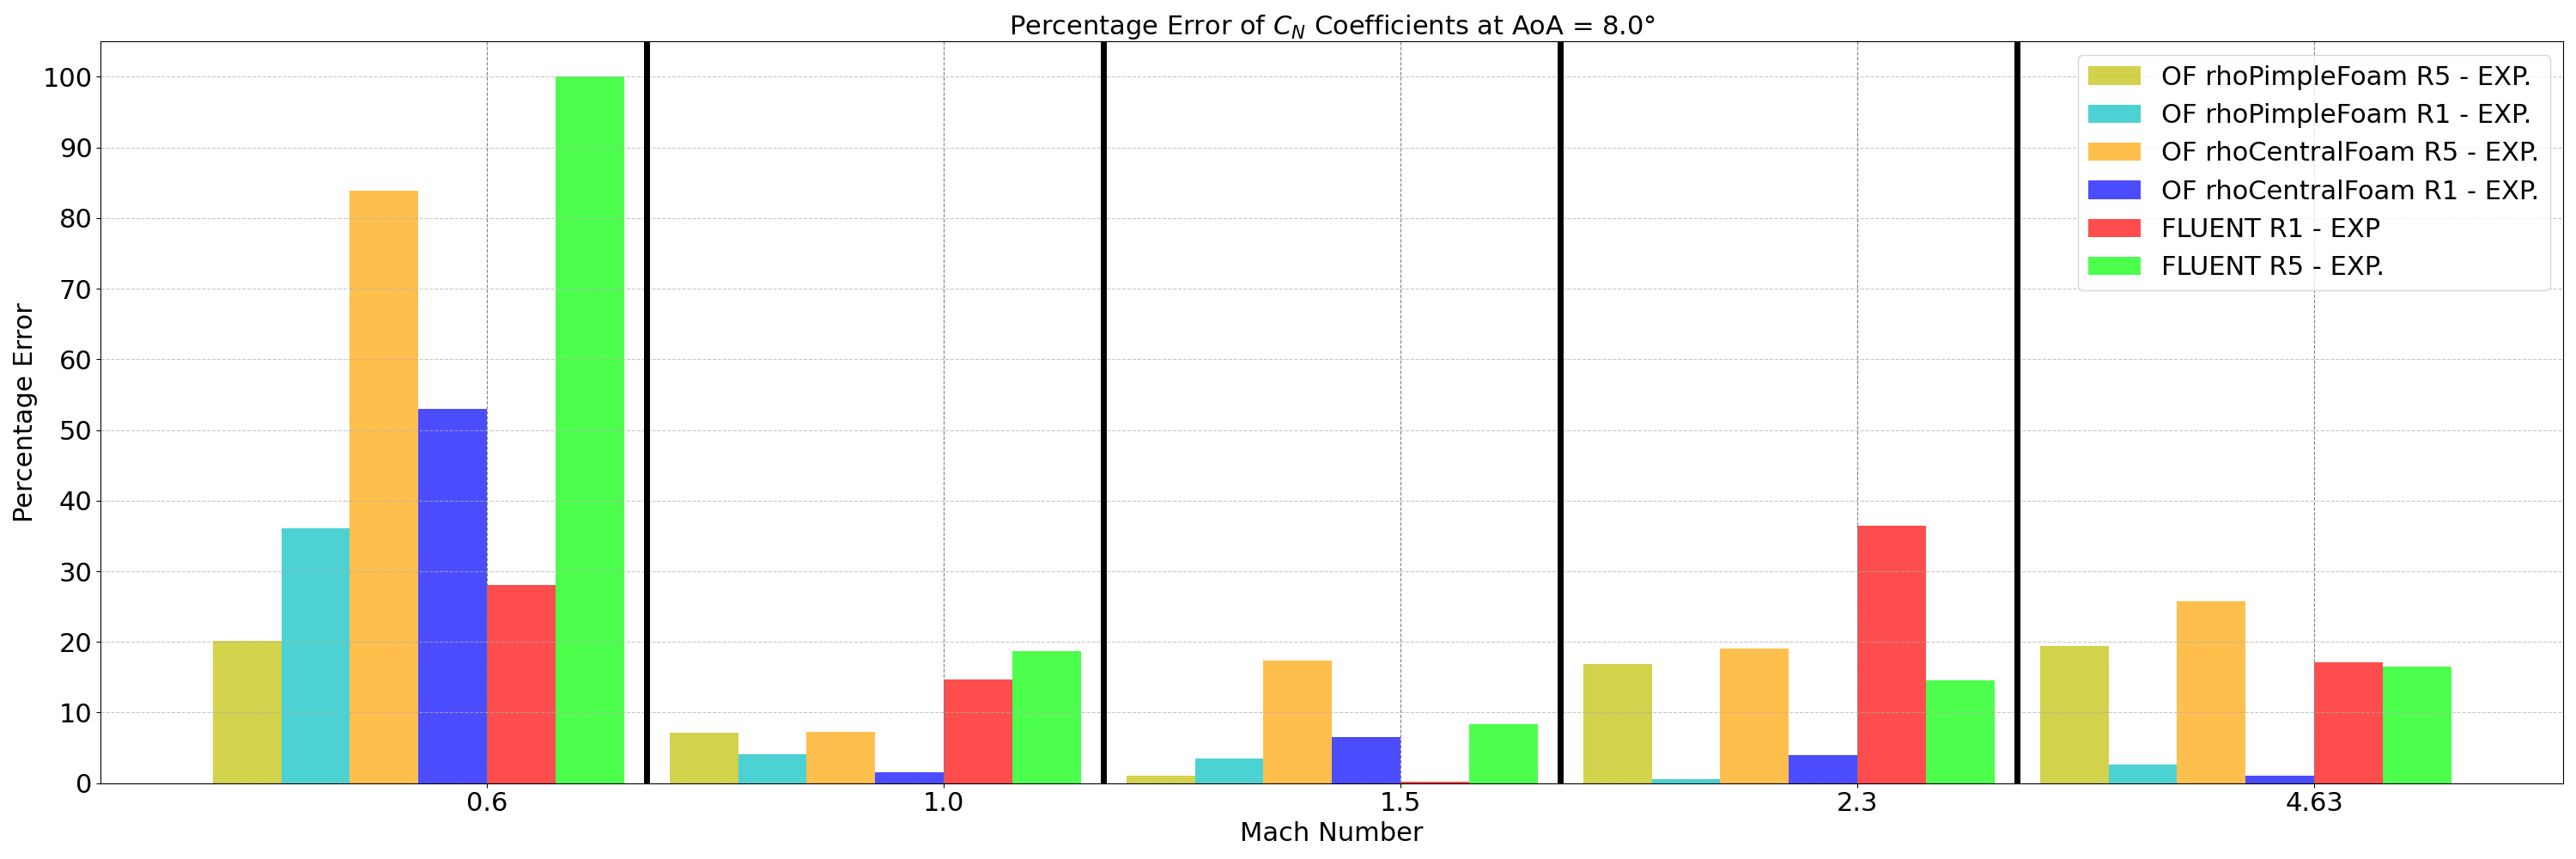 Percentage Error of C_N Coefficients at AoA = 8.0°
Percentage Error
100
90
80
70
60
50
40
30
20
10
0
OF rhoPimpleFoam R5 - EXP.
OF rhoPimpleFoam R1 - EXP.
OF rhoCentralFoam R5 - EXP.
OF rhoCentralFoam R1 - EXP.
FLUENT R1 - EXP
FLUENT R5 - EXP.
0.6 1.0 1.5 2.3 4.63
Mach Number